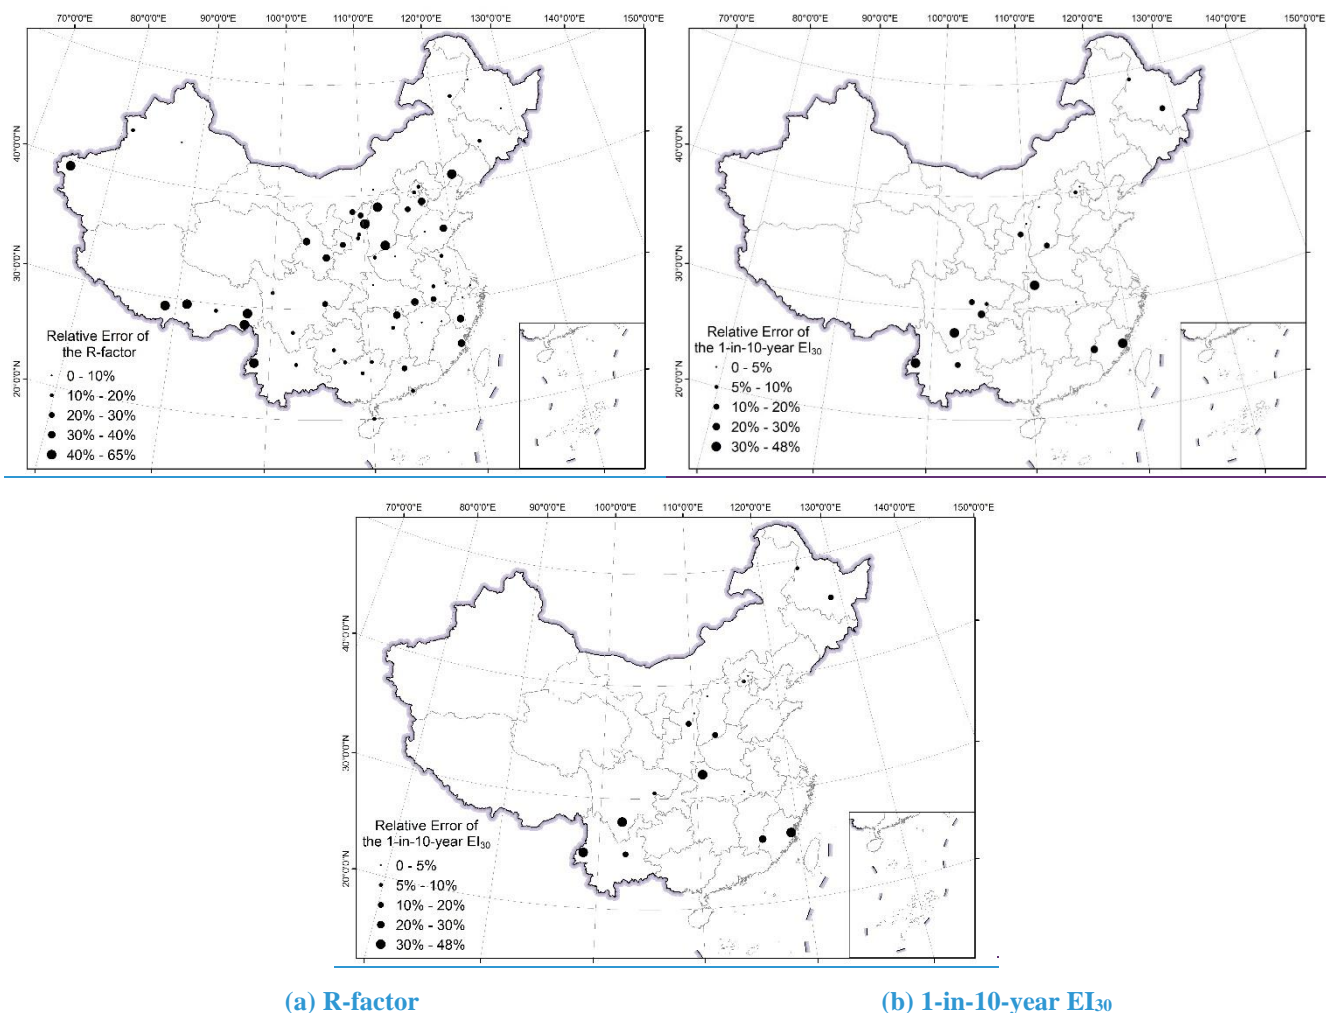 70°0'0"E 80°0'0"E 90°0'0"E 100°0'0"E 110°0'0"E 120°0'0"E 130°0'0"E 140°0'0"E 150°0'0"E
40°0'0"N
30°0'0"N
20°0'0"N
Relative Error of
the R-factor
0 - 10%
10% - 20%
20% - 30%
30% - 40%
40% - 65%
70°0'0"E 80°0'0"E 90°0'0"E 100°0'0"E 110°0'0"E 120°0'0"E 130°0'0"E 140°0'0"E 150°0'0"E
40°0'0"N
30°0'0"N
20°0'0"N
Relative Error of
the 1-in-10-year EI30
0 - 5%
5% - 10%
10% - 20%
20% - 30%
30% - 48%
70°0'0"E 80°0'0"E 90°0'0"E 100°0'0"E 110°0'0"E 120°0'0"E 130°0'0"E 140°0'0"E 150°0'0"E
40°0'0"N
30°0'0"N
20°0'0"N
Relative Error of
the 1-in-10-year EI30
0 - 5%
5% - 10%
10% - 20%
20% - 30%
30% - 48%
(a) R-factor (b) 1-in-10-year EI30